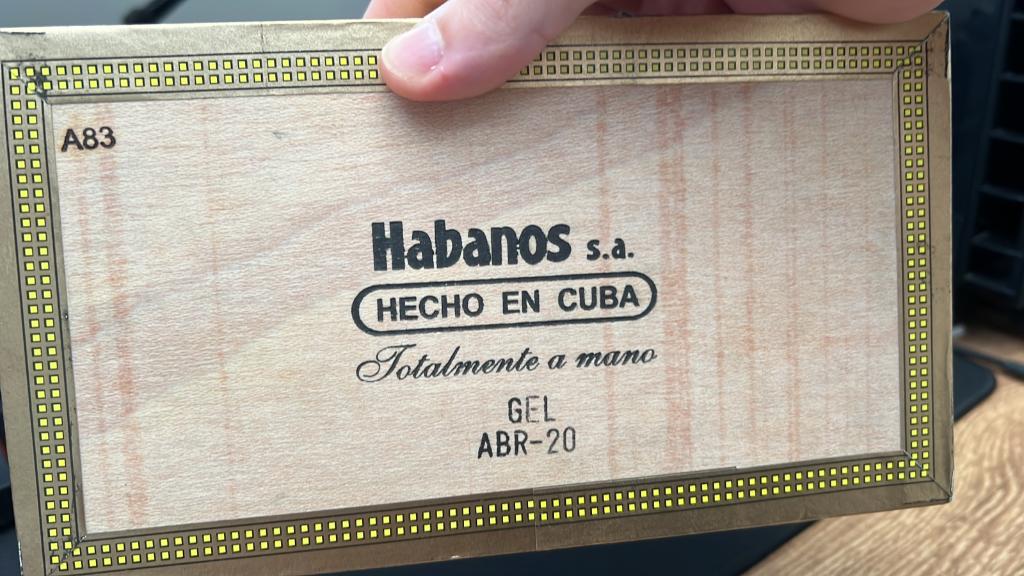 A83
Habanos s.a.
HECHO EN CUBA
Totalmente a mano
GEL
ABR-20